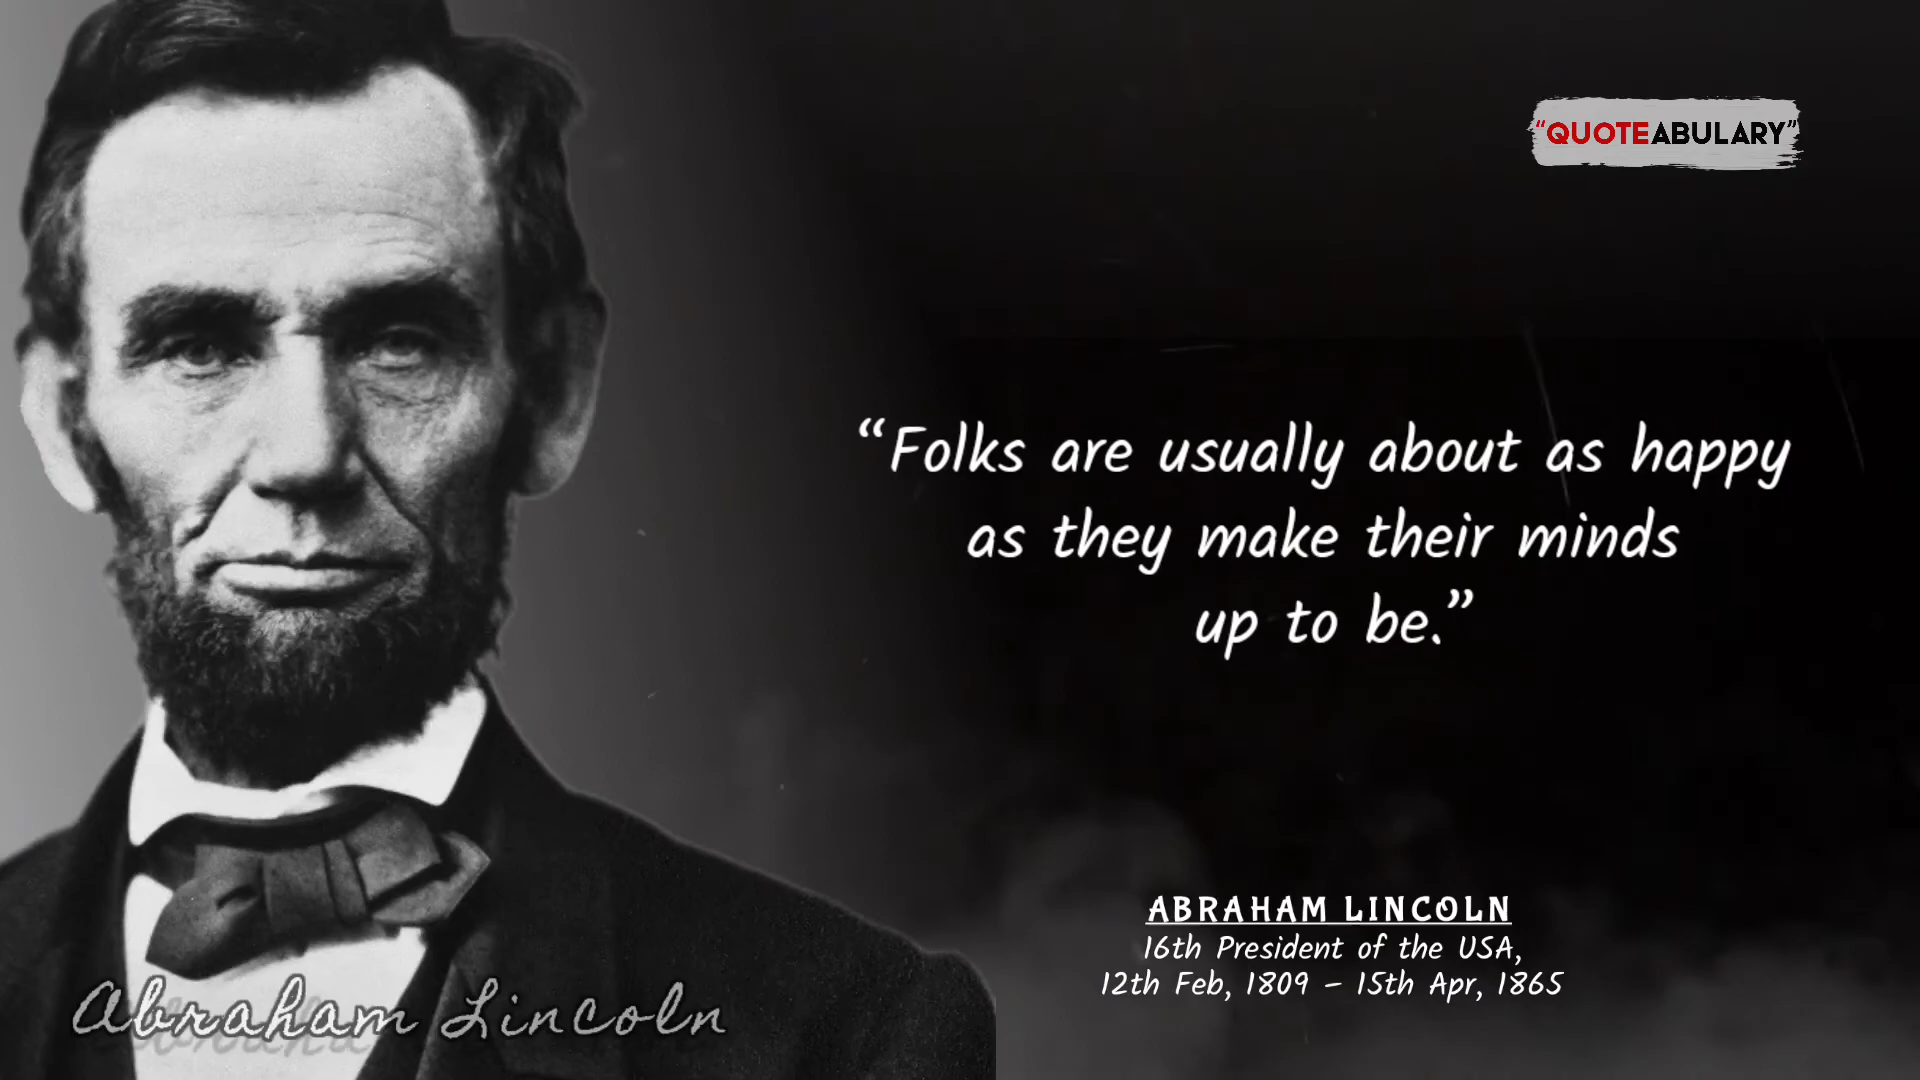 “QUOTEABULARY”
“Folks are usually about as happy
as they make their minds
up to be.”
ABRAHAM LINCOLN
16th President of the USA,
12th Feb, 1809 – 15th Apr, 1865
Abraham Lincoln